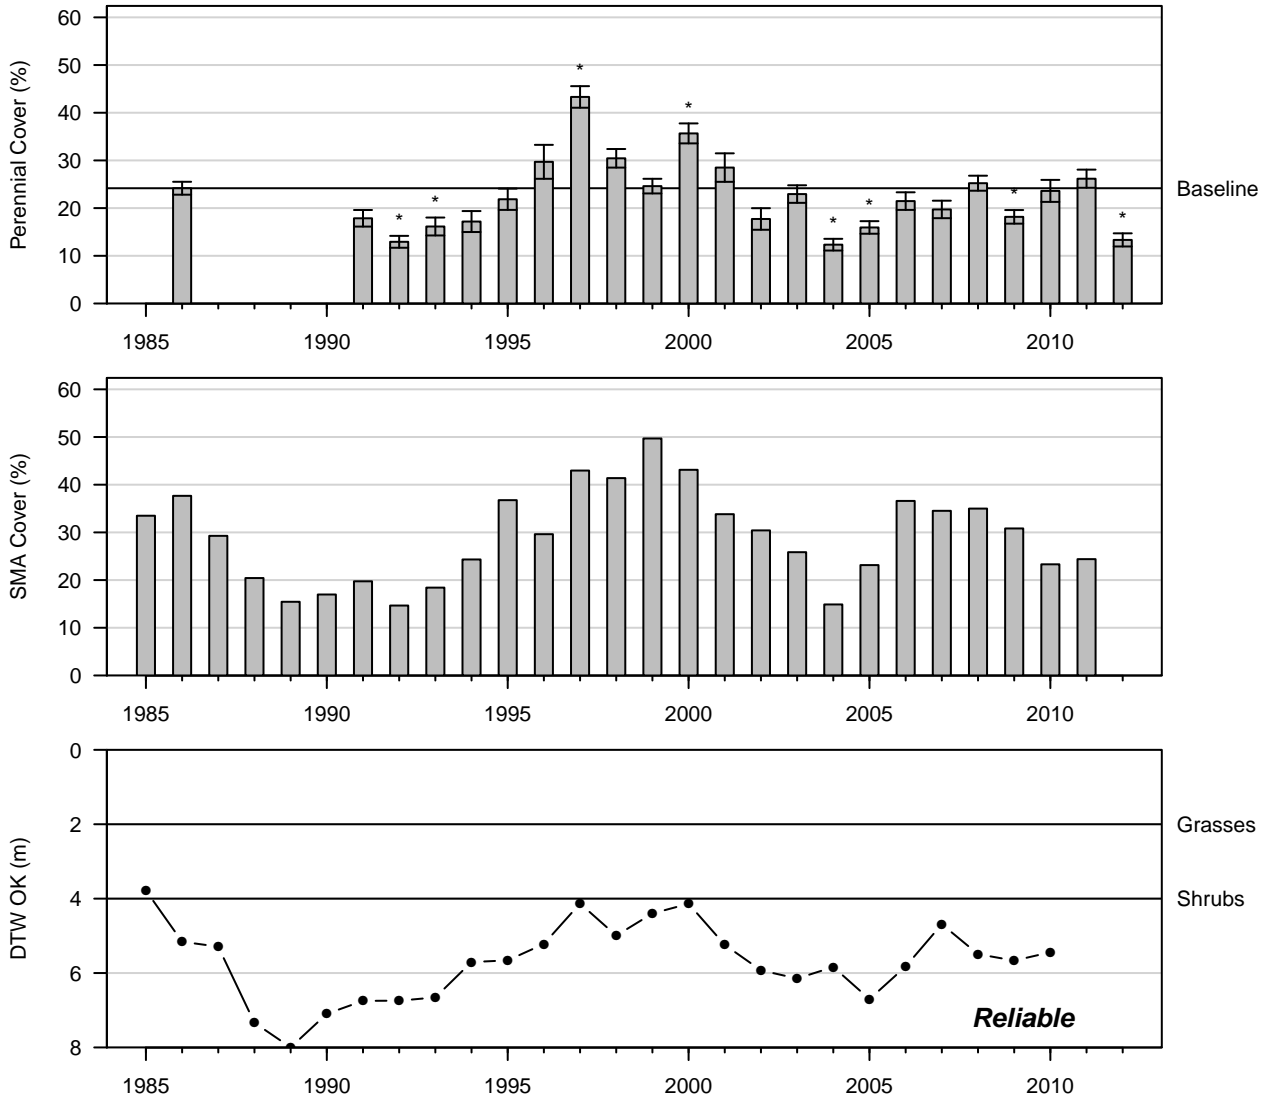 Perennial Cover (%)
60
50
40
30
20
10
0
* * * * * * * *
Baseline
1985 1990 1995 2000 2005 2010
SMA Cover (%)
60
50
40
30
20
10
0
1985 1990 1995 2000 2005 2010
DTW OK (m)
0
2
4
6
8
Grasses
Shrubs
Reliable
1985 1990 1995 2000 2005 2010